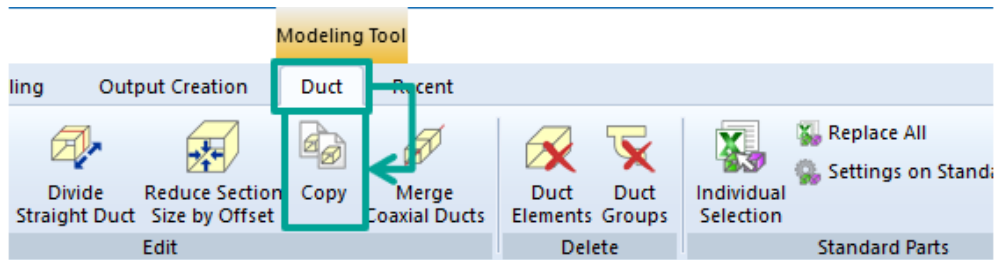 Modeling Tool
ling Output Creation Duct Recent
Divide
Straight Duct
Reduce Section
Size by Offset
Copy
Merge
Coaxial Ducts
Edit
Duct
Elements
Duct
Groups
Delete
Individual
Selection
Replace All
Settings on Standa
Standard Parts